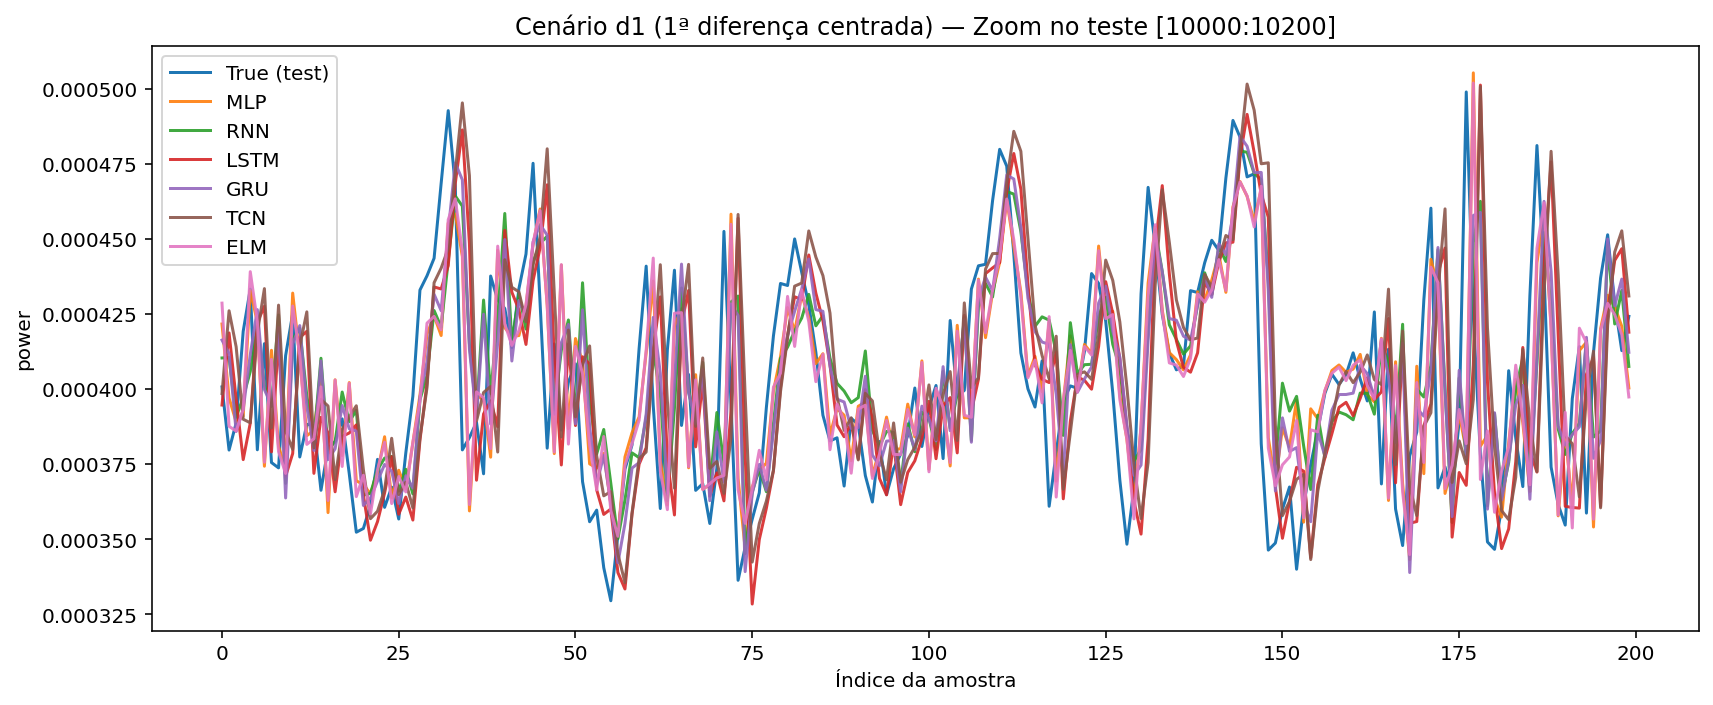 Cenário d1 (1ª diferença centrada) — Zoom no teste [10000:10200]
True (test)
MLP
RNN
LSTM
GRU
TCN
ELM
0.000500
0.000475
0.000450
0.000425
0.000400
0.000375
0.000350
0.000325
power
0 25 50 75 100 125 150 175 200
Índice da amostra